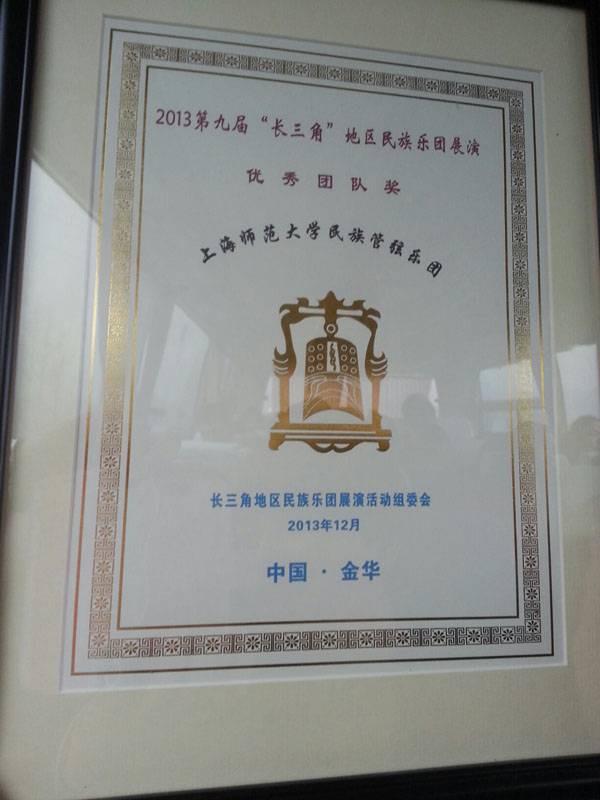 2013第九届“长三角”地区民族乐团展演
优秀团队奖
上海师范大学民族管弦乐团
长三角地区民族乐团展演活动组委会
2013年12月
中国·金华